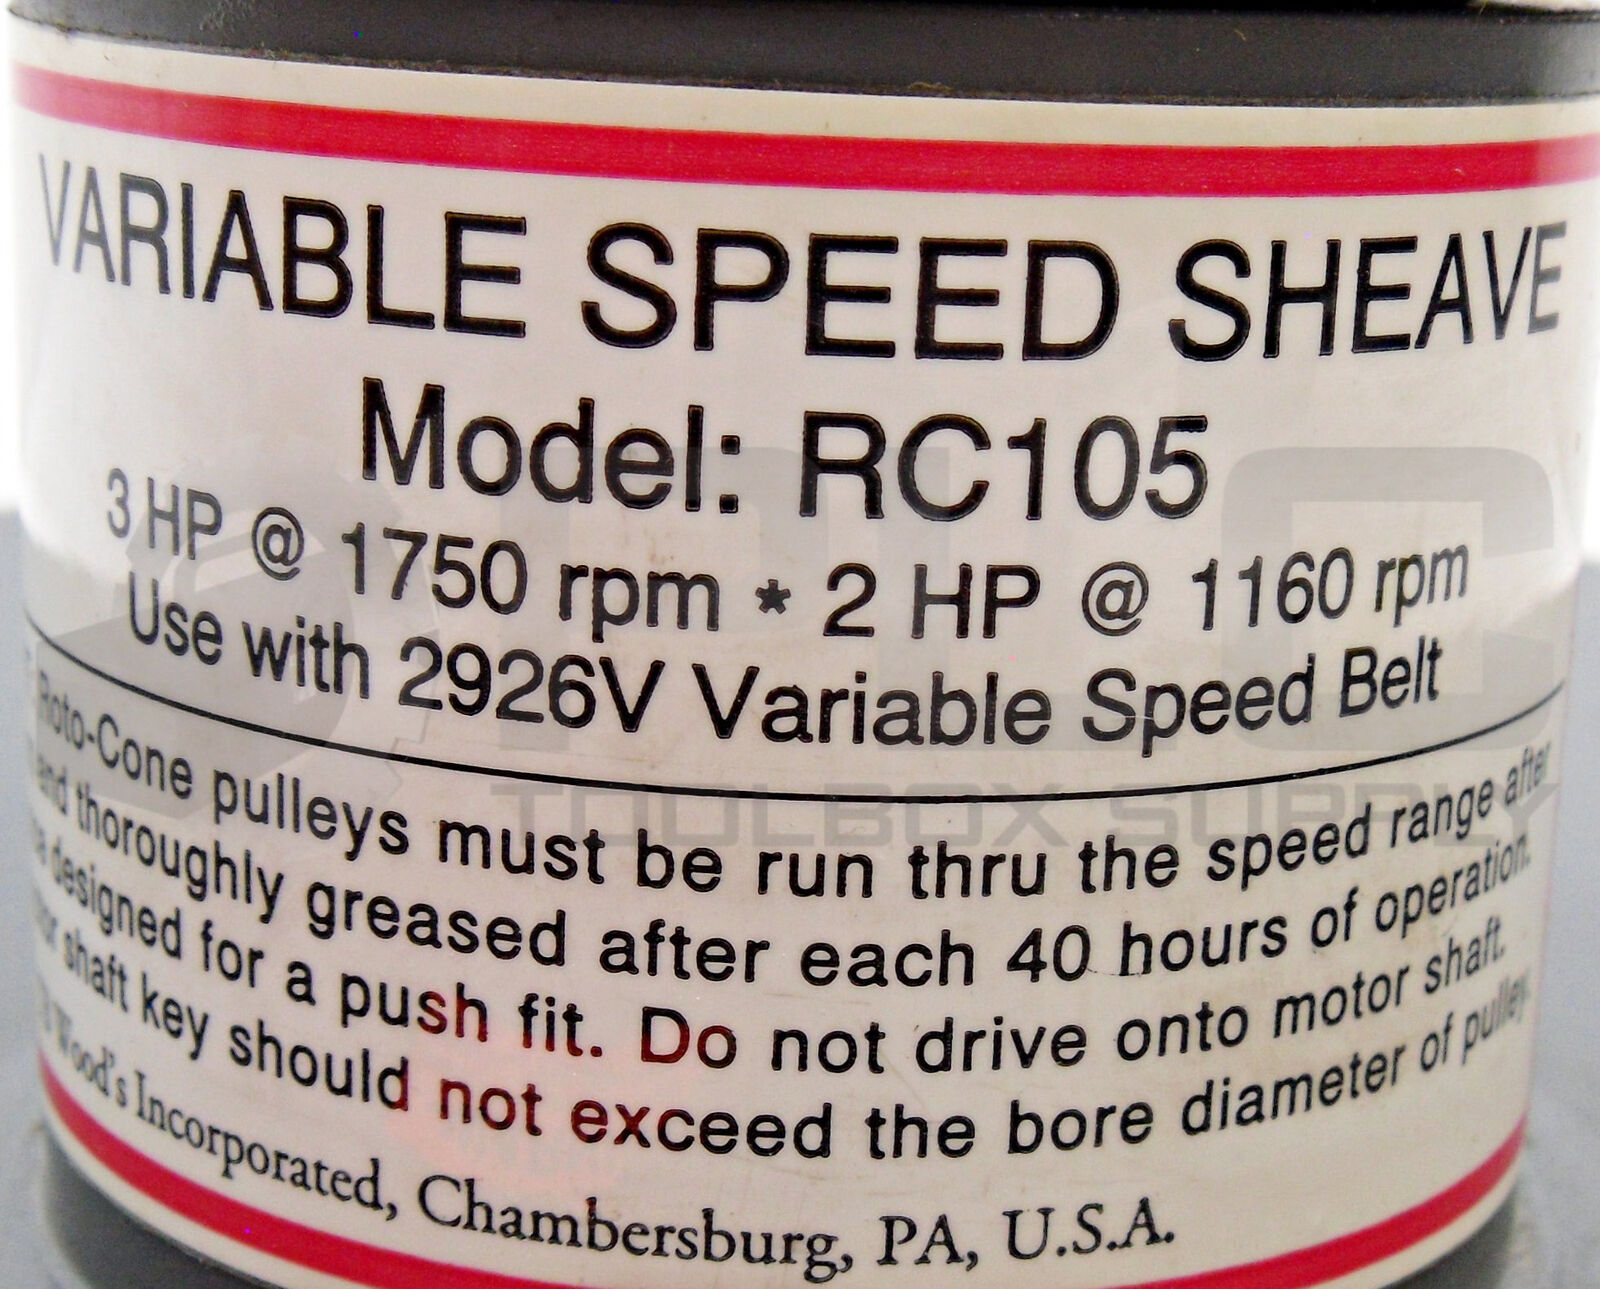 VARIABLE SPEED SHEAVE
Model: RC105
3 HP @ 1750 rpm * 2 HP @ 1160 rpm
Use with 2926V Variable Speed Belt
Roto-Cone pulleys must be run thru the speed range after
and thoroughly greased after each 40 hours of operation.
designed for a push fit. Do not drive onto motor shaft.
shaft key should not exceed the bore diameter of pulley.
Wood's Incorporated, Chambersburg, PA, U.S.A.
PLC
TOOLBOX SUPPLY